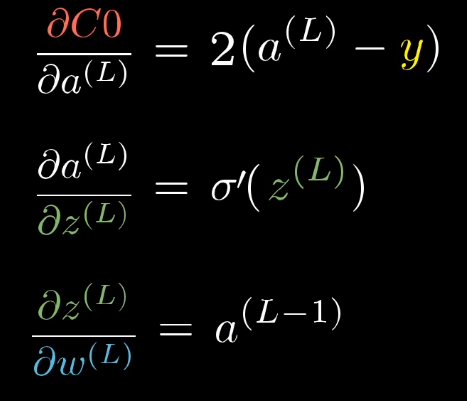 ∂C0/∂a^(L) = 2(a^(L) − y)
∂a^(L)/∂z^(L) = σ′(z^(L))
∂z^(L)/∂w^(L) = a^(L−1)